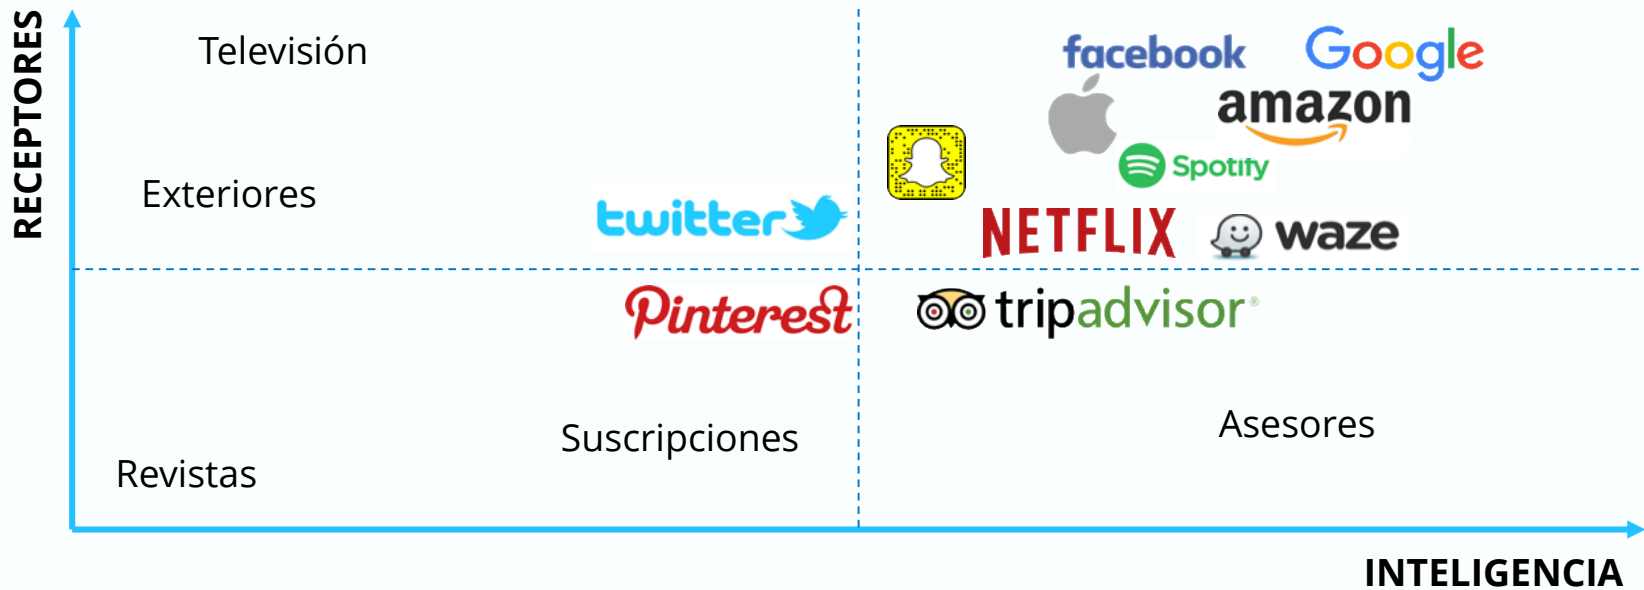 RECEPTORES
Televisión
facebook
Google
amazon
Spotify
Exteriores
twitter
NETFLIX
waze
Pinterest
tripadvisor®
Suscripciones
Asesores
Revistas
INTELIGENCIA